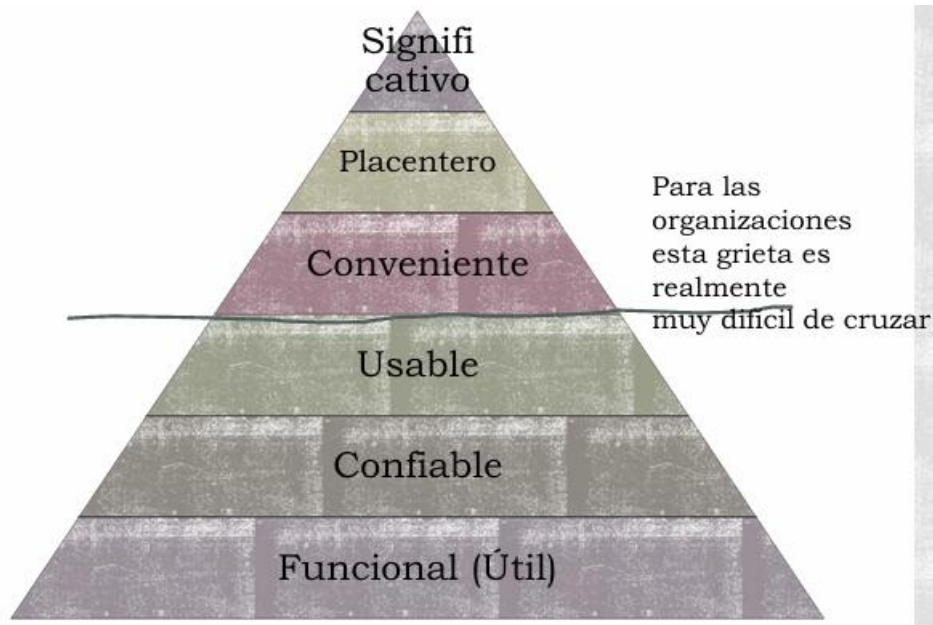 Signifi
cativo
Placentero
Para las
organizaciones
esta grieta es
realmente
muy difícil de cruzar
Conveniente
Usable
Confiable
Funcional (Útil)